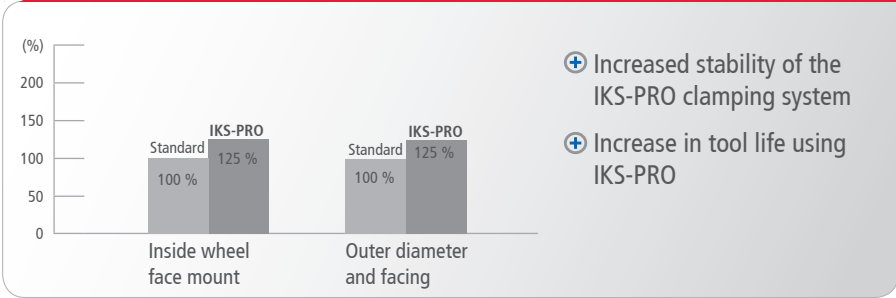 (%)
200
150
100
50
0
Standard
100 %
IKS-PRO
125 %
Standard
100 %
IKS-PRO
125 %
Inside wheel
face mount
Outer diameter
and facing
Increased stability of the
IKS-PRO clamping system
Increase in tool life using
IKS-PRO